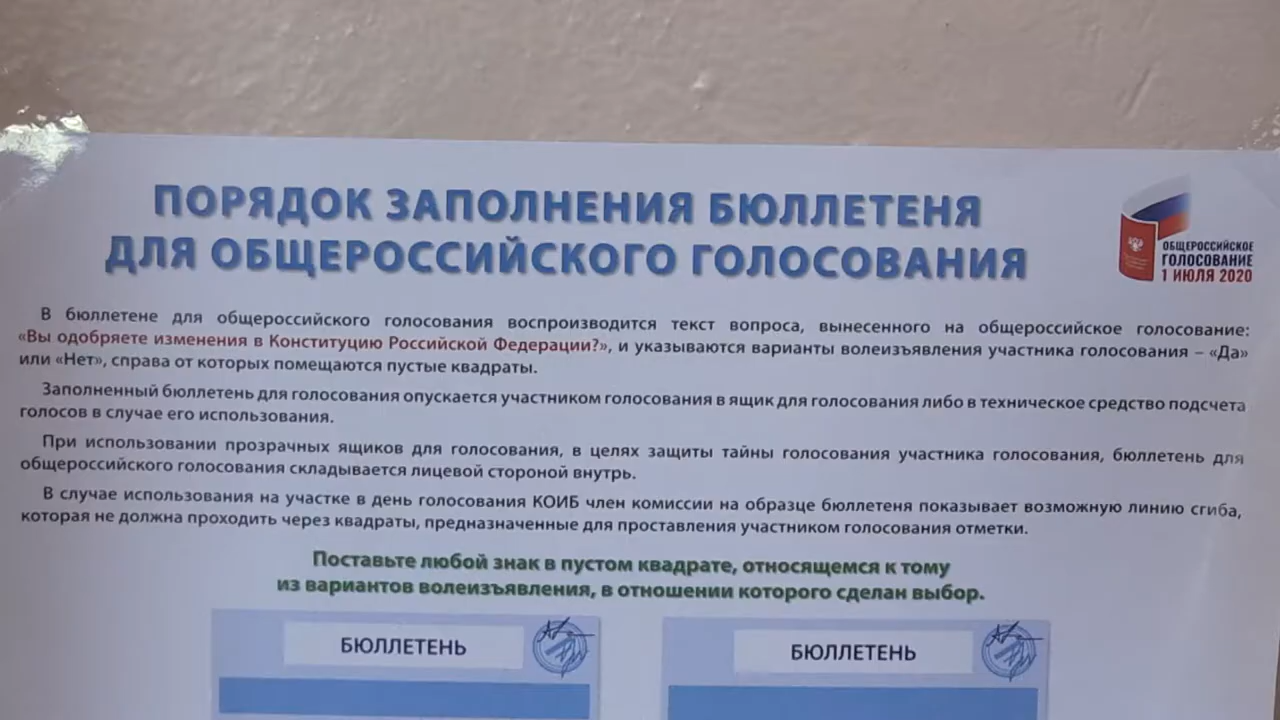 ПОРЯДОК ЗАПОЛНЕНИЯ БЮЛЛЕТЕНЯ
ДЛЯ ОБЩЕРОССИЙСКОГО ГОЛОСОВАНИЯ
ОБЩЕРОССИЙСКОЕ
ГОЛОСОВАНИЕ
1 ИЮЛЯ 2020
В бюллетене для общероссийского голосования воспроизводится текст вопроса, вынесенного на общероссийское голосование:
«Вы одобряете изменения в Конституцию Российской Федерации?», и указываются варианты волеизъявления участника голосования – «Да»
или «Нет», справа от которых помещаются пустые квадраты.
Заполненный бюллетень для голосования опускается участником голосования в ящик для голосования либо в техническое средство подсчета
голосов в случае его использования.
При использовании прозрачных ящиков для голосования, в целях защиты тайны голосования участника голосования, бюллетень для
общероссийского голосования складывается лицевой стороной внутрь.
В случае использования на участке в день голосования КОИБ член комиссии на образце бюллетеня показывает возможную линию сгиба,
которая не должна проходить через квадраты, предназначенные для проставления участником голосования отметки.
Поставьте любой знак в пустом квадрате, относящемся к тому
из вариантов волеизъявления, в отношении которого сделан выбор.
БЮЛЛЕТЕНЬ
БЮЛЛЕТЕНЬ